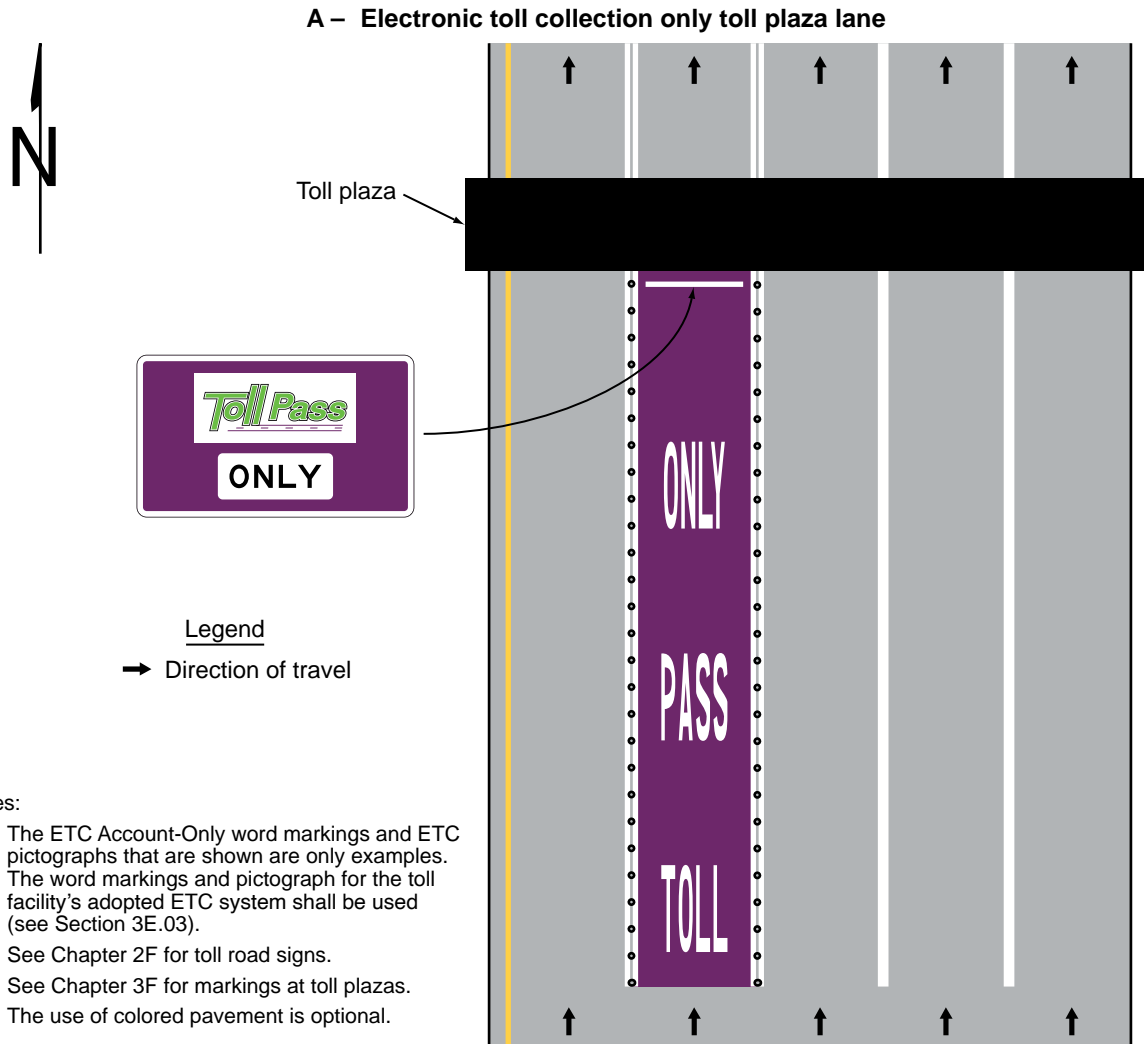 A – Electronic toll collection only toll plaza lane
N
Toll plaza
Toll Pass
ONLY
ONLY
PASS
TOLL
Legend
Direction of travel
es:
The ETC Account-Only word markings and ETC
pictographs that are shown are only examples.
The word markings and pictograph for the toll
facility's adopted ETC system shall be used
(see Section 3E.03).
See Chapter 2F for toll road signs.
See Chapter 3F for markings at toll plazas.
The use of colored pavement is optional.